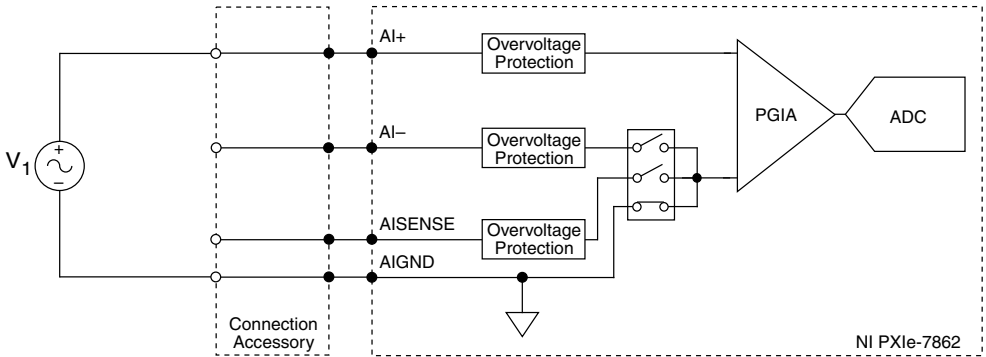 AI+
Overvoltage
Protection
PGIA
ADC
AI–
Overvoltage
Protection
V1
+
–
AISENSE
Overvoltage
Protection
AIGND
Connection
Accessory
NI PXIe-7862